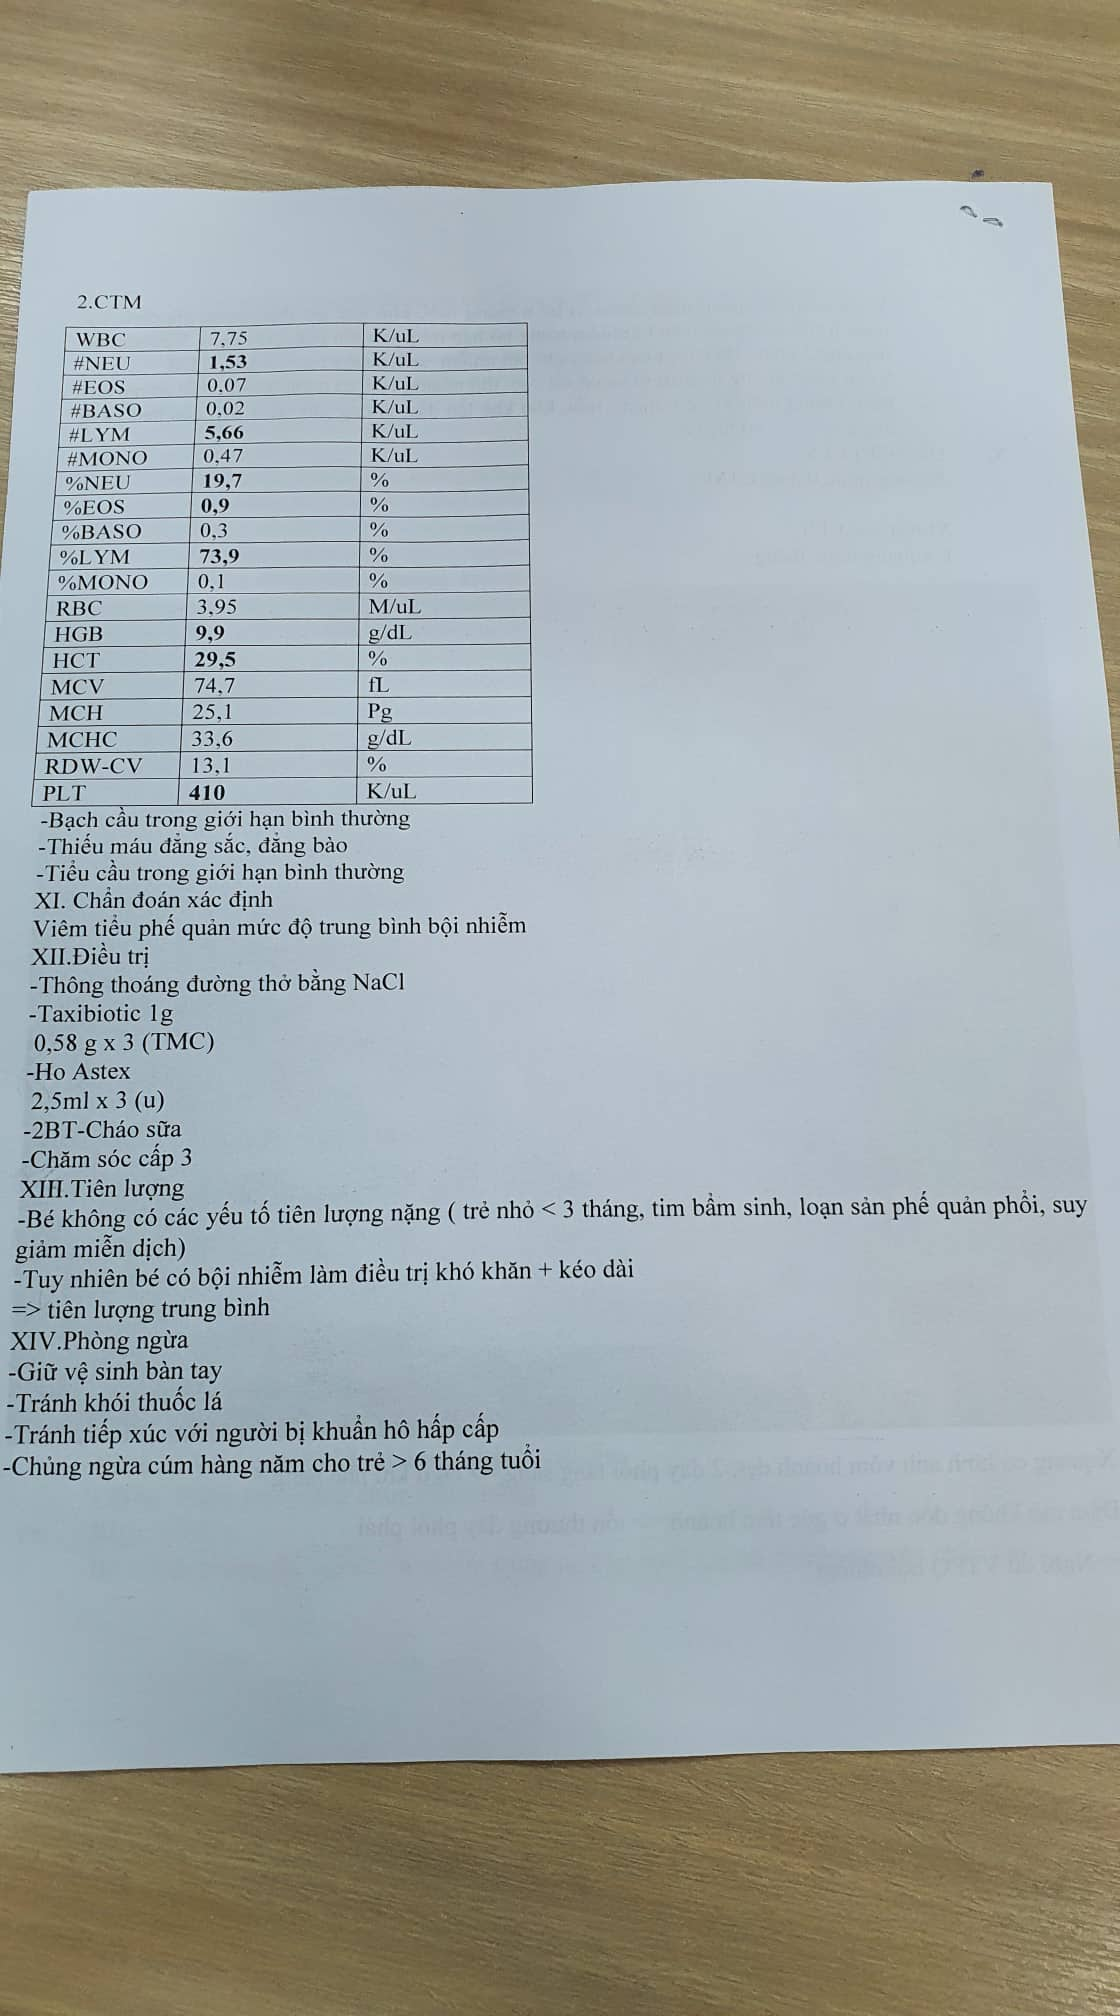 2.CTM
WBC 7,75 K/uL
#NEU 1,53 K/uL
#EOS 0,07 K/uL
#BASO 0,02 K/uL
#LYM 5,66 K/uL
#MONO 0,47 K/uL
%NEU 19,7 %
%EOS 0,9 %
%BASO 0,3 %
%LYM 73,9 %
%MONO 0,1 %
RBC 3,95 M/uL
HGB 9,9 g/dL
HCT 29,5 %
MCV 74,7 fL
MCH 25,1 Pg
MCHC 33,6 g/dL
RDW-CV 13,1 %
PLT 410 K/uL
-Bạch cầu trong giới hạn bình thường
-Thiếu máu đẳng sắc, đẳng bào
-Tiểu cầu trong giới hạn bình thường
XI. Chẩn đoán xác định
Viêm tiểu phế quản mức độ trung bình bội nhiễm
XII.Điều trị
-Thông thoáng đường thở bằng NaCl
-Taxibiotic 1g
0,58 g x 3 (TMC)
-Ho Astex
2,5ml x 3 (u)
-2BT-Cháo sữa
-Chăm sóc cấp 3
XIII.Tiên lượng
-Bé không có các yếu tố tiên lượng nặng ( trẻ nhỏ < 3 tháng, tim bẩm sinh, loạn sản phế quản phổi, suy
giảm miễn dịch)
-Tuy nhiên bé có bội nhiễm làm điều trị khó khăn + kéo dài
=> tiên lượng trung bình
XIV.Phòng ngừa
-Giữ vệ sinh bàn tay
-Tránh khói thuốc lá
-Tránh tiếp xúc với người bị khuẩn hô hấp cấp
-Chủng ngừa cúm hàng năm cho trẻ > 6 tháng tuổi